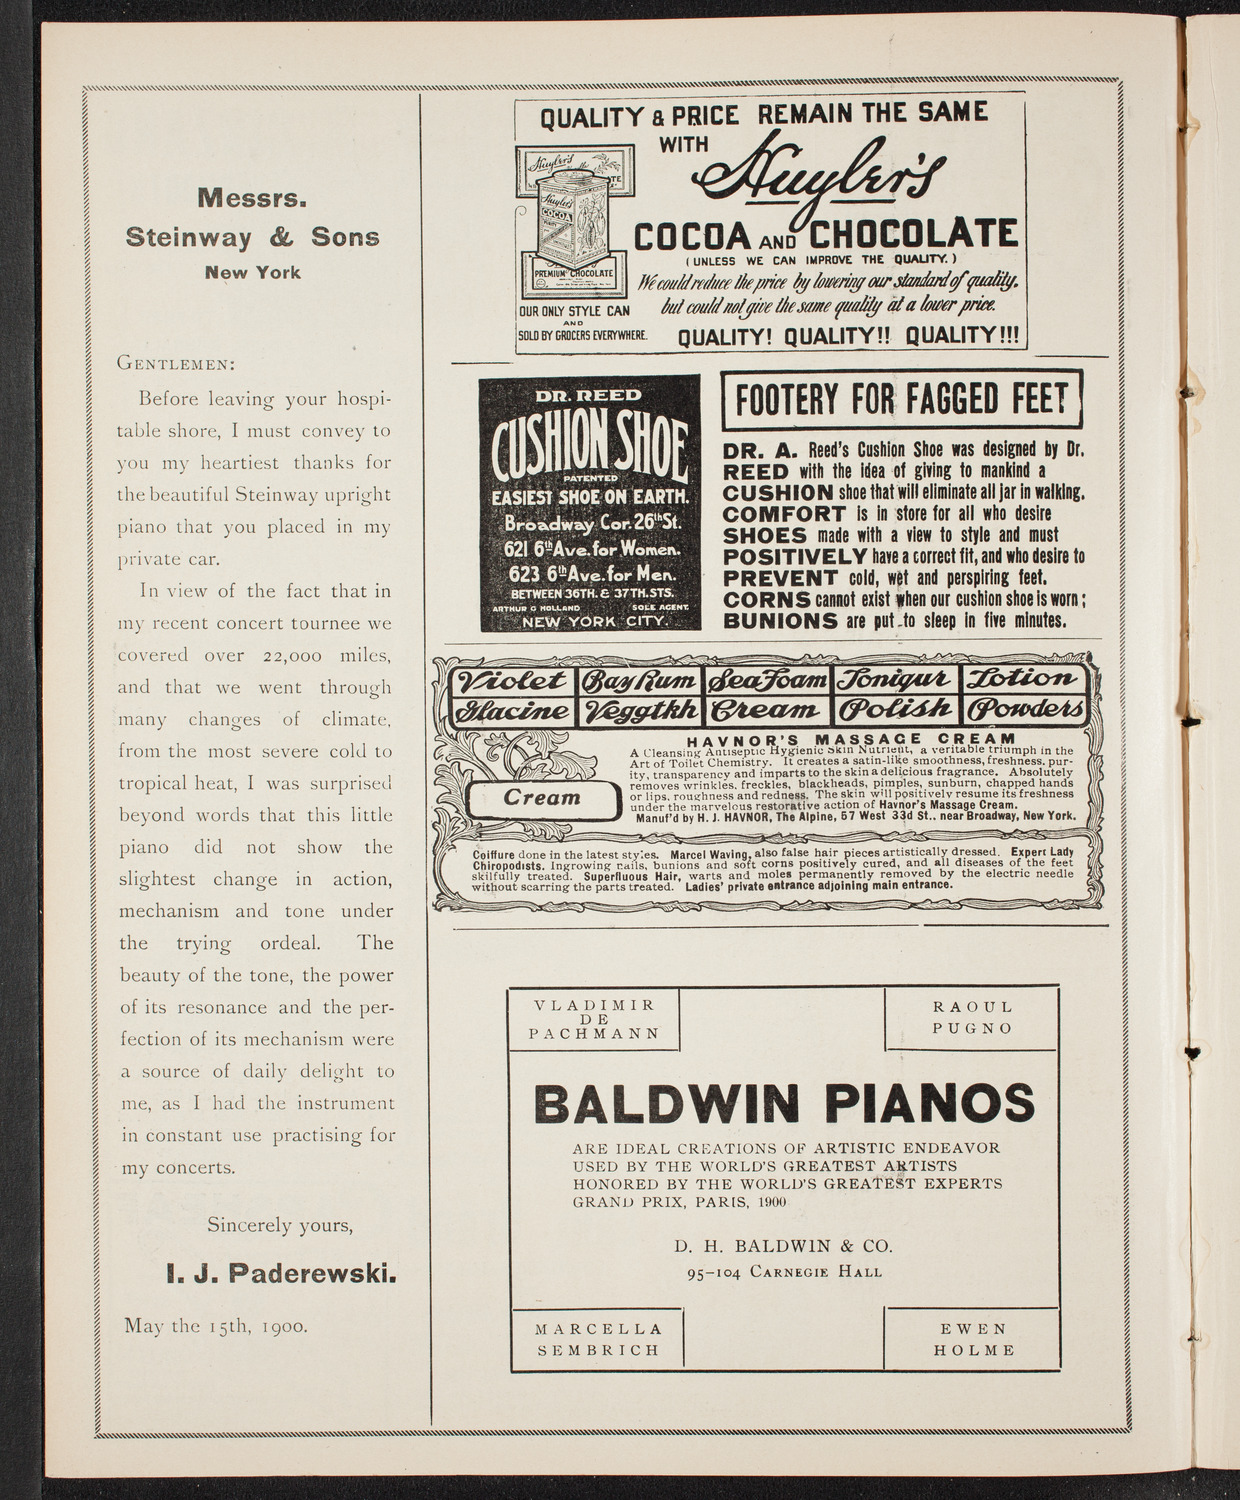 Messrs.
Steinway & Sons
New York
GENTLEMEN:
Before leaving your hospi-
table shore, I must convey to
you my heartiest thanks for
the beautiful Steinway upright
piano that you placed in my
private car.
In view of the fact that in
my recent concert tournee we
covered over 22,000 miles,
and that we went through
many changes of climate,
from the most severe cold to
tropical heat, I was surprised
beyond words that this little
piano did not show the
slightest change in action,
mechanism and tone under
the trying ordeal. The
beauty of the tone, the power
of its resonance and the per-
fection of its mechanism were
a source of daily delight to
me, as I had the instrument
in constant use practising for
my concerts.
Sincerely yours,
I. J. Paderewski.
May the 15th, 1900.
QUALITY & PRICE REMAIN THE SAME
WITH Huyler's
COCOA AND CHOCOLATE
(UNLESS WE CAN IMPROVE THE QUALITY.)
We could reduce the price by lowering our standard of quality,
but could not give the same quality at a lower price.
QUALITY! QUALITY!! QUALITY!!!
Huyler's
Huyler's
COCOA
PREMIUM CHOCOLATE
OUR ONLY STYLE CAN
AND
SOLD BY GROCERS EVERYWHERE.
DR. REED
CUSHION SHOE
PATENTED
EASIEST SHOE ON EARTH.
Broadway Cor. 26th St.
621 6th Ave. for Women.
623 6th Ave. for Men.
BETWEEN 36TH. & 37TH. STS.
ARTHUR G HOLLAND SOLE AGENT.
NEW YORK CITY.
FOOTERY FOR FAGGED FEET
DR. A. Reed's Cushion Shoe was designed by Dr.
REED with the idea of giving to mankind a
CUSHION shoe that will eliminate all jar in walking.
COMFORT is in store for all who desire
SHOES made with a view to style and must
POSITIVELY have a correct fit, and who desire to
PREVENT cold, wet and perspiring feet.
CORNS cannot exist when our cushion shoe is worn;
BUNIONS are put to sleep in five minutes.
Violet Bay Rum Sea Foam Toniqur Lotion
Glacine Veggtkh Cream Polish Powders
Cream
HAVNOR'S MASSAGE CREAM
A Cleansing Antiseptic Hygienic Skin Nutrient, a veritable triumph in the
Art of Toilet Chemistry. It creates a satin-like smoothness, freshness, pur-
ity, transparency and imparts to the skin a delicious fragrance. Absolutely
removes wrinkles, freckles, blackheads, pimples, sunburn, chapped hands
or lips, roughness and redness. The skin will positively resume its freshness
under the marvelous restorative action of Havnor's Massage Cream.
Manuf'd by H. J. HAVNOR, The Alpine, 57 West 33d St., near Broadway, New York.
Coiffure done in the latest styles. Marcel Waving, also false hair pieces artistically dressed. Expert Lady
Chiropodists. Ingrowing nails, bunions and soft corns positively cured, and all diseases of the feet
skilfully treated. Superfluous Hair, warts and moles permanently removed by the electric needle
without scarring the parts treated. Ladies' private entrance adjoining main entrance.
VLADIMIR
DE
PACHMANN
RAOUL
PUGNO
BALDWIN PIANOS
ARE IDEAL CREATIONS OF ARTISTIC ENDEAVOR
USED BY THE WORLD'S GREATEST ARTISTS
HONORED BY THE WORLD'S GREATEST EXPERTS
GRAND PRIX, PARIS, 1900
D. H. BALDWIN & CO.
95-104 CARNEGIE HALL
MARCELLA
SEMBRICH
EWEN
HOLME